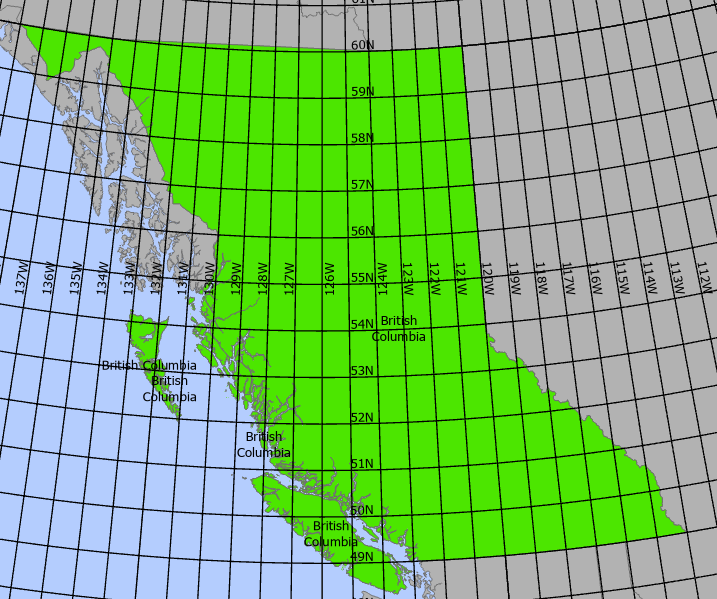 61N
60N
59N
58N
57N
56N
55N
137W
136W
135W
134W
133W
132W
131W
130W
129W
128W
127W
126W
124W
123W
122W
121W
120W
119W
118W
117W
116W
115W
114W
113W
112W
54N
British
Columbia
53N
British Columbia
British
Columbia
52N
British
Columbia
51N
50N
British
Columbia
49N